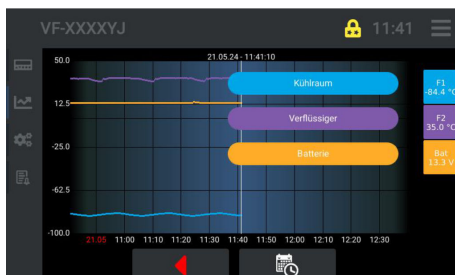 VF-XXXXYJ 11:41
21.05.24 - 11:41:10
50.0
Kühlraum
F1
-84.4 °C
12.5
Verflüssiger
F2
35.0 °C
-25.0
Batterie
Bat
13.3 V
-62.5
-100.0
21.05 11:00 11:10 11:20 11:30 11:40 11:50 12:00 12:10 12:20 12:30